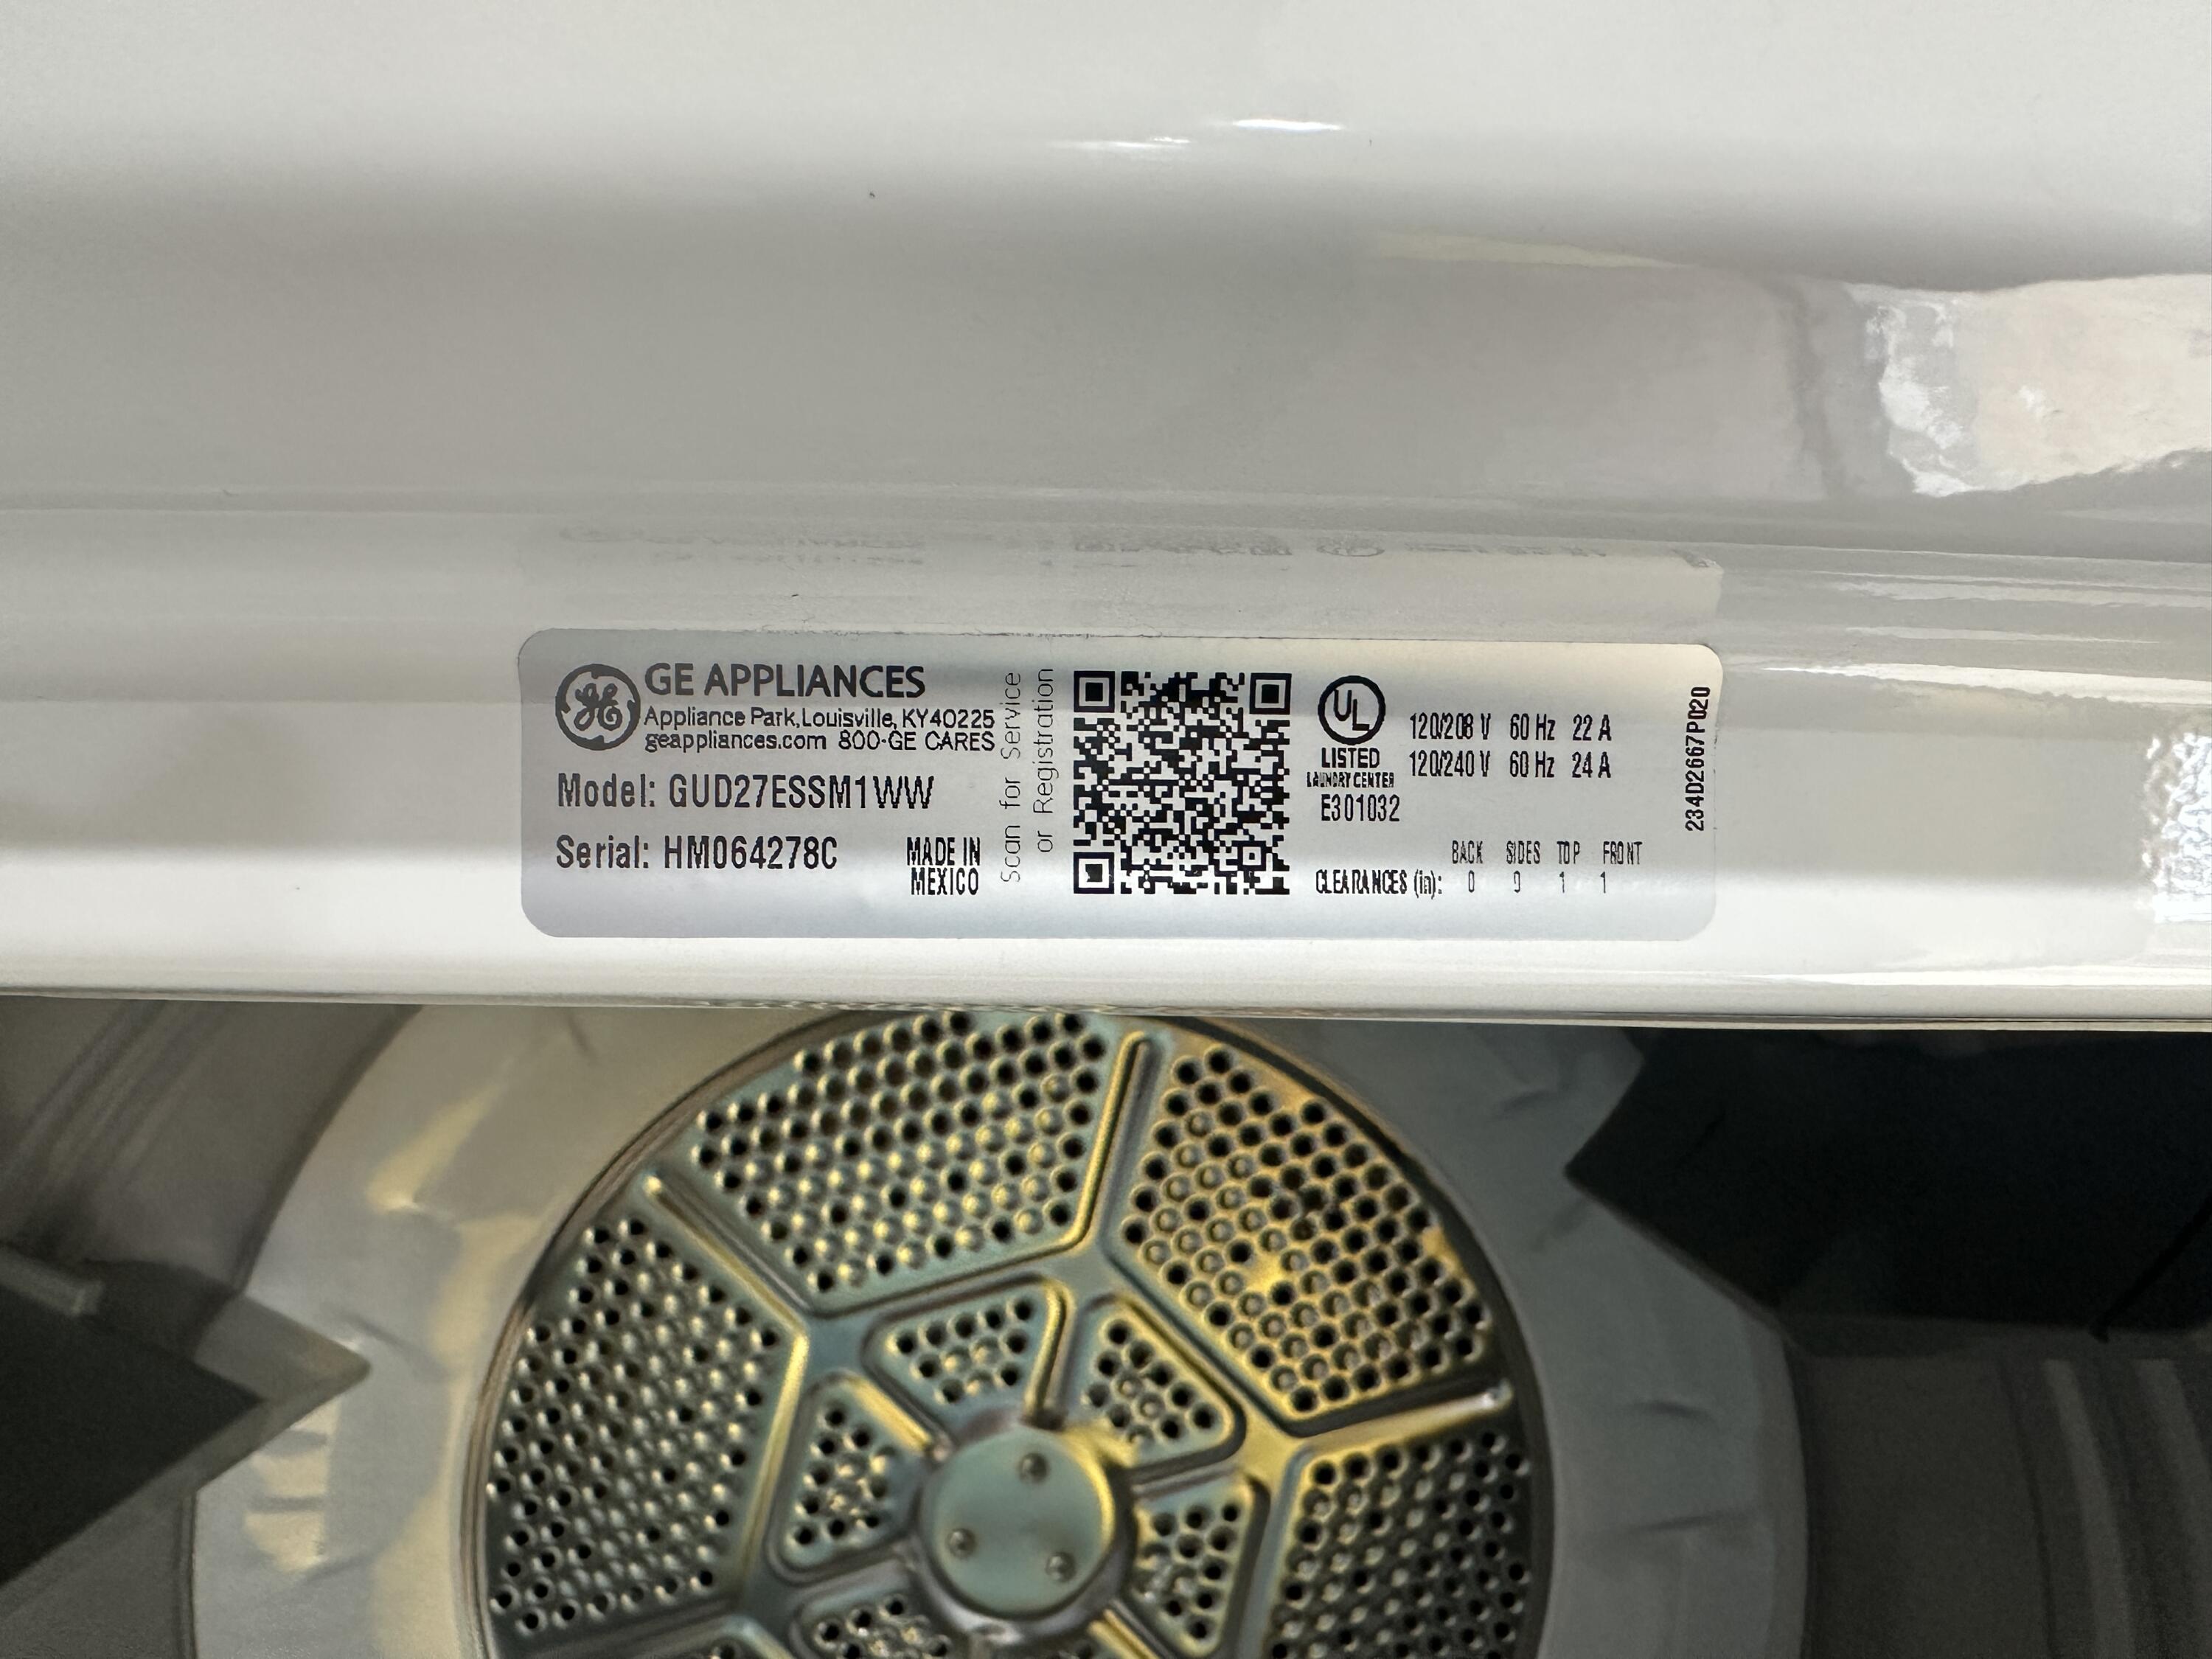 GE APPLIANCES
Appliance Park, Louisville, KY40225
geappliances.com 800-GE CARES
Model: GUD27ESSM1WW
Serial: HM064278C
MADE IN
MEXICO
Scan for Service
or Registration
UL
LISTED
LAUNDRY CENTER
E301032
120/208 V 60 Hz 22 A
120/240 V 60 Hz 24 A
BACK SIDES TOP FRONT
CLEARANCES (in): 0 0 1 1
234D2667P020